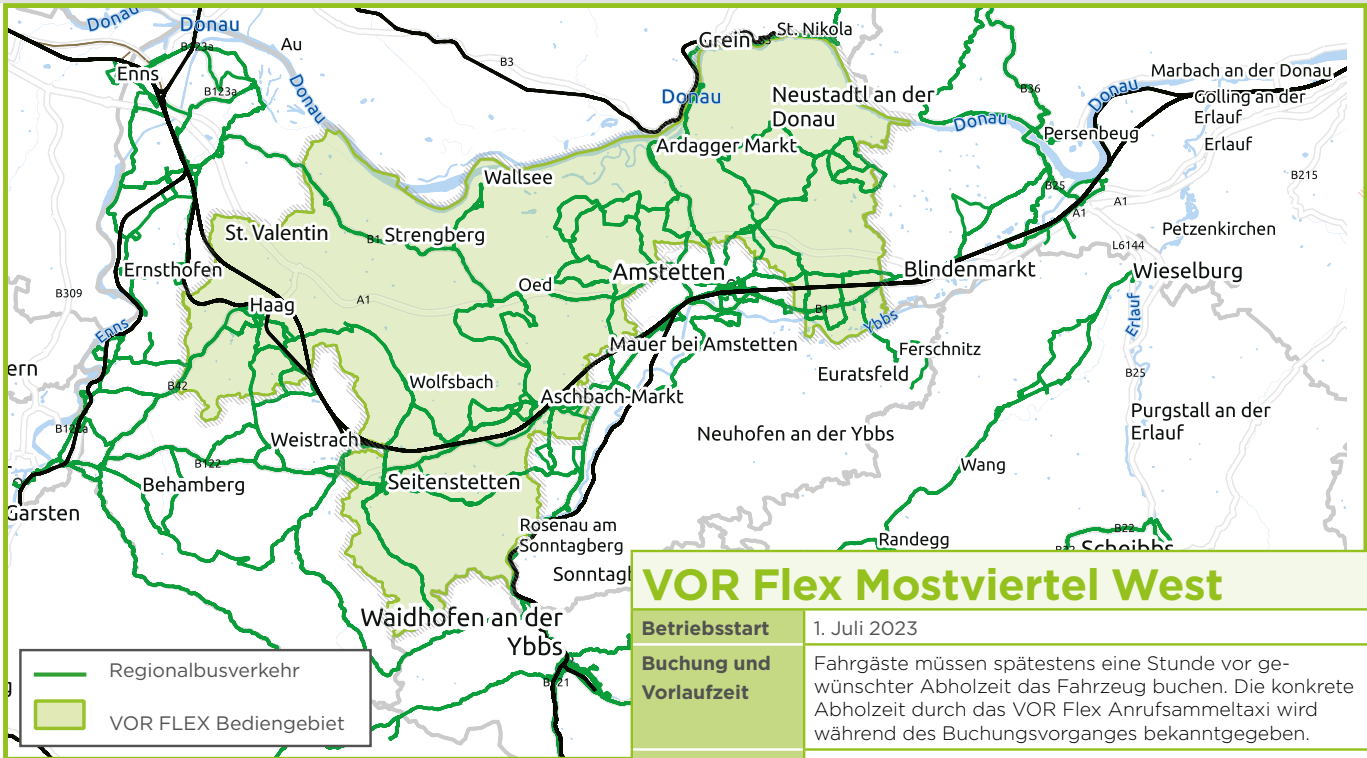 Donau
Donau
B123a
Au
Enns
B123a
Donau
B3
Grein
St. Nikola
Donau
Neustadtl an der
Donau
B36
Donau
Marbach an der Donau
Golling an der
Erlauf
Erlauf
Donau
Persenbeug
Ardagger Markt
B215
Wallsee
B25
A1
A1
St. Valentin
B1
Strengberg
Petzenkirchen
L6144
Ernsthofen
Amstetten
Blindenmarkt
Wieselburg
B309
Haag
A1
Oed
B1
Ybbs
Erlauf
Enns
Mauer bei Amstetten
Ferschnitz
ern
B42
Wolfsbach
Euratsfeld
B25
Aschbach-Markt
Purgstall an der
Erlauf
B122a
Weistrach
Neuhofen an der Ybbs
B122
Behamberg
Seitenstetten
Wang
Garsten
Rosenau am
Sonntagberg
Randegg
B22
Scheibbs
Sonntagb
Waidhofen an der
Ybbs
B121
Regionalbusverkehr
VOR FLEX Bediengebiet
VOR Flex Mostviertel West
Betriebsstart
1. Juli 2023
Buchung und
Vorlaufzeit
Fahrgäste müssen spätestens eine Stunde vor ge-
wünschter Abholzeit das Fahrzeug buchen. Die konkrete
Abholzeit durch das VOR Flex Anrufsammeltaxi wird
während des Buchungsvorganges bekanntgegeben.